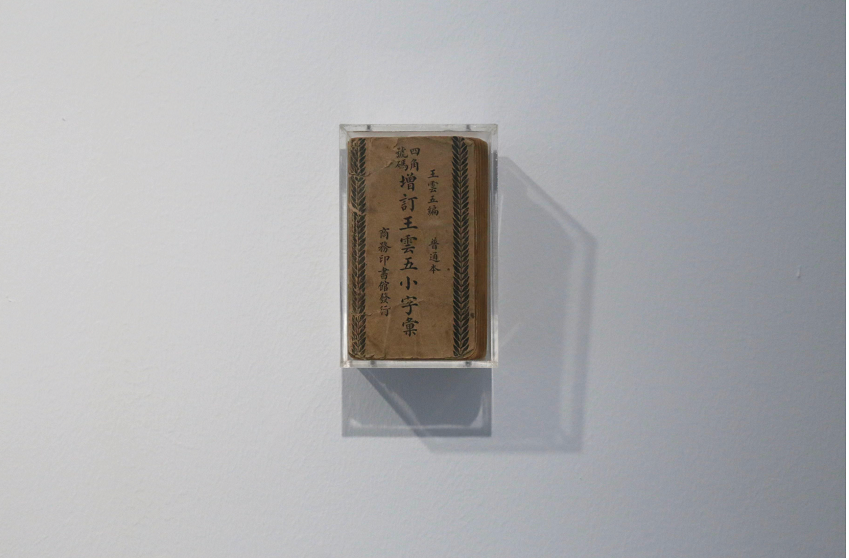 王雲五編　普通本
四角
號碼
增訂王雲五小字彙
商務印書館發行